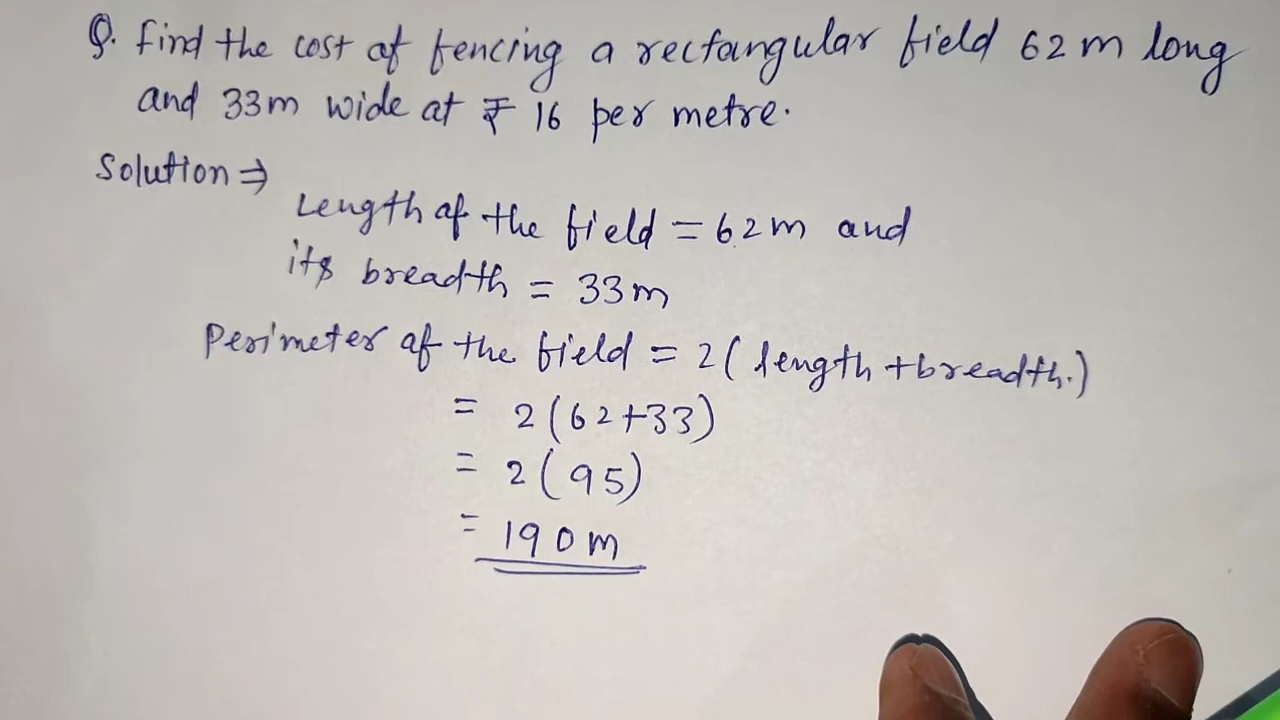 Q. Find the cost of fencing a rectangular field 62m long
and 33m wide at ₹ 16 per metre.
Solution ⇒
Length of the field = 62m and
its breadth = 33m
Perimeter of the field = 2(length+breadth.)
= 2(62+33)
= 2(95)
= 190m